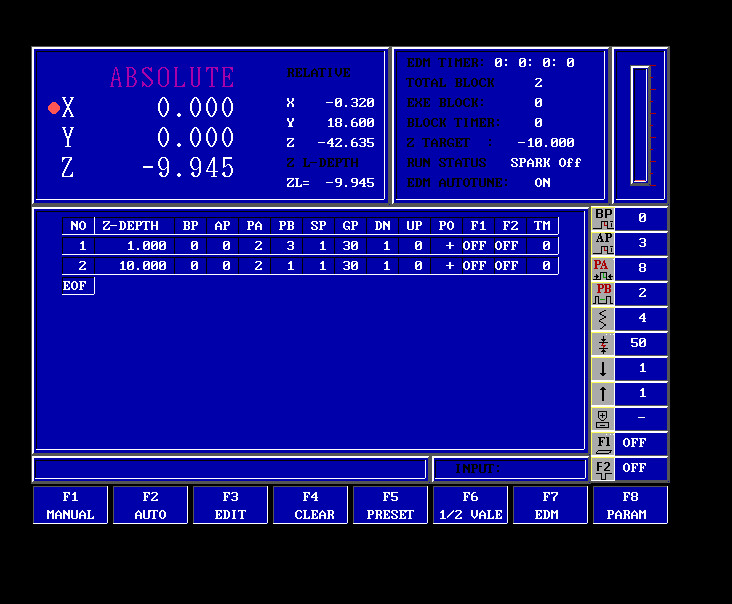 ABSOLUTE
X 0.000
Y 0.000
Z -9.945
RELATIVE
X -0.320
Y 18.600
Z -42.635
Z L-DEPTH
ZL= -9.945
EDM TIMER: 0: 0: 0: 0
TOTAL BLOCK 2
EXE BLOCK: 0
BLOCK TIMER: 0
Z TARGET : -10.000
RUN STATUS SPARK Off
EDM AUTOTUNE: ON
NO Z-DEPTH BP AP PA PB SP GP DN UP PO F1 F2 TM
1 1.000 0 0 2 3 1 30 1 0 + OFF OFF 0
2 10.000 0 0 2 1 1 30 1 0 + OFF OFF 0
EOF
BP 0
AP 3
PA 8
PB 2
4
50
1
1
-
F1 OFF
F2 OFF
INPUT:
F1 F2 F3 F4 F5 F6 F7 F8
MANUAL AUTO EDIT CLEAR PRESET 1/2 VALE EDM PARAM